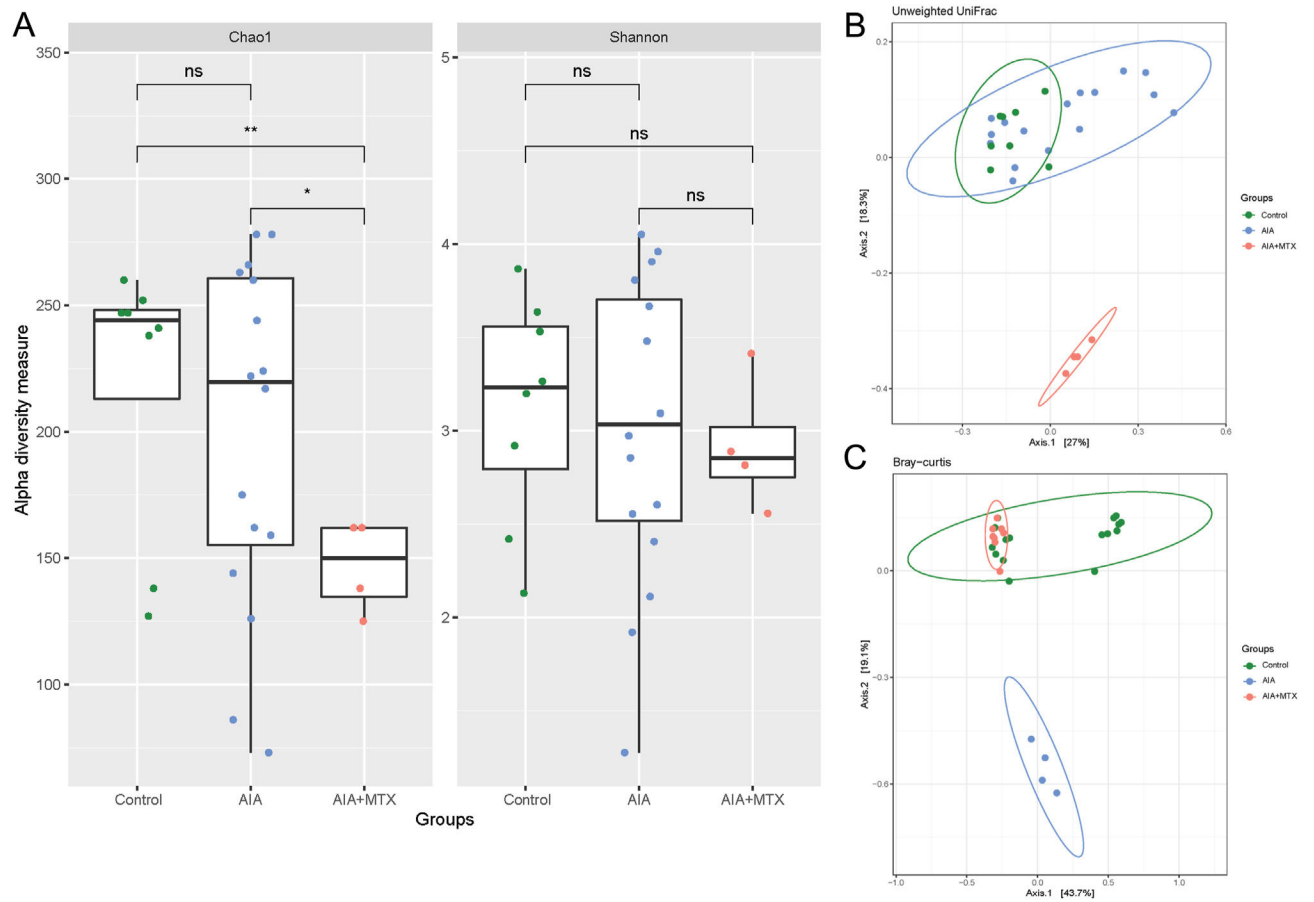 A
Chao1
Shannon
350
300
250
200
150
100
5
4
3
2
ns
**
*
ns
ns
ns
Alpha diversity measure
Control
AIA
AIA+MTX
Control
AIA
AIA+MTX
Groups
B
Unweighted UniFrac
0.2
0.0
−0.2
−0.4
Axis.2 [18.3%]
−0.3
0.0
0.3
0.6
Axis.1 [27%]
Groups
Control
AIA
AIA+MTX
C
Bray−curtis
0.0
−0.3
−0.6
Axis.2 [19.1%]
−1.0
−0.5
0.0
0.5
1.0
Axis.1 [43.7%]
Groups
Control
AIA
AIA+MTX